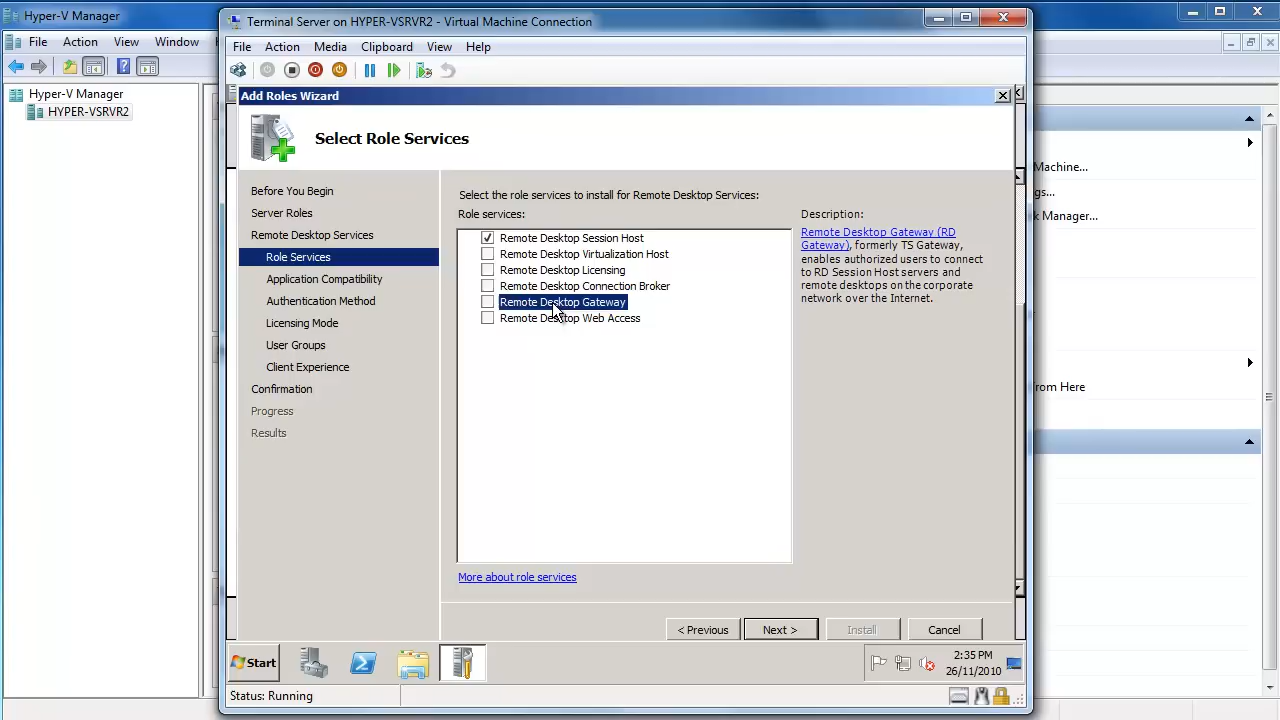 Hyper-V Manager
File Action View Window
Hyper-V Manager
HYPER-VSRVR2
Terminal Server on HYPER-VSRVR2 - Virtual Machine Connection
File Action Media Clipboard View Help
Add Roles Wizard
Select Role Services
Before You Begin
Server Roles
Remote Desktop Services
Role Services
Application Compatibility
Authentication Method
Licensing Mode
User Groups
Client Experience
Confirmation
Progress
Results
Select the role services to install for Remote Desktop Services:
Role services:
Remote Desktop Session Host
Remote Desktop Virtualization Host
Remote Desktop Licensing
Remote Desktop Connection Broker
Remote Desktop Gateway
Remote Desktop Web Access
More about role services
Description:
Remote Desktop Gateway (RD
Gateway), formerly TS Gateway,
enables authorized users to connect
to RD Session Host servers and
remote desktops on the corporate
network over the Internet.
< Previous Next > Install Cancel
Start
2:35 PM
26/11/2010
Status: Running
Machine...
gs...
k Manager...
rom Here